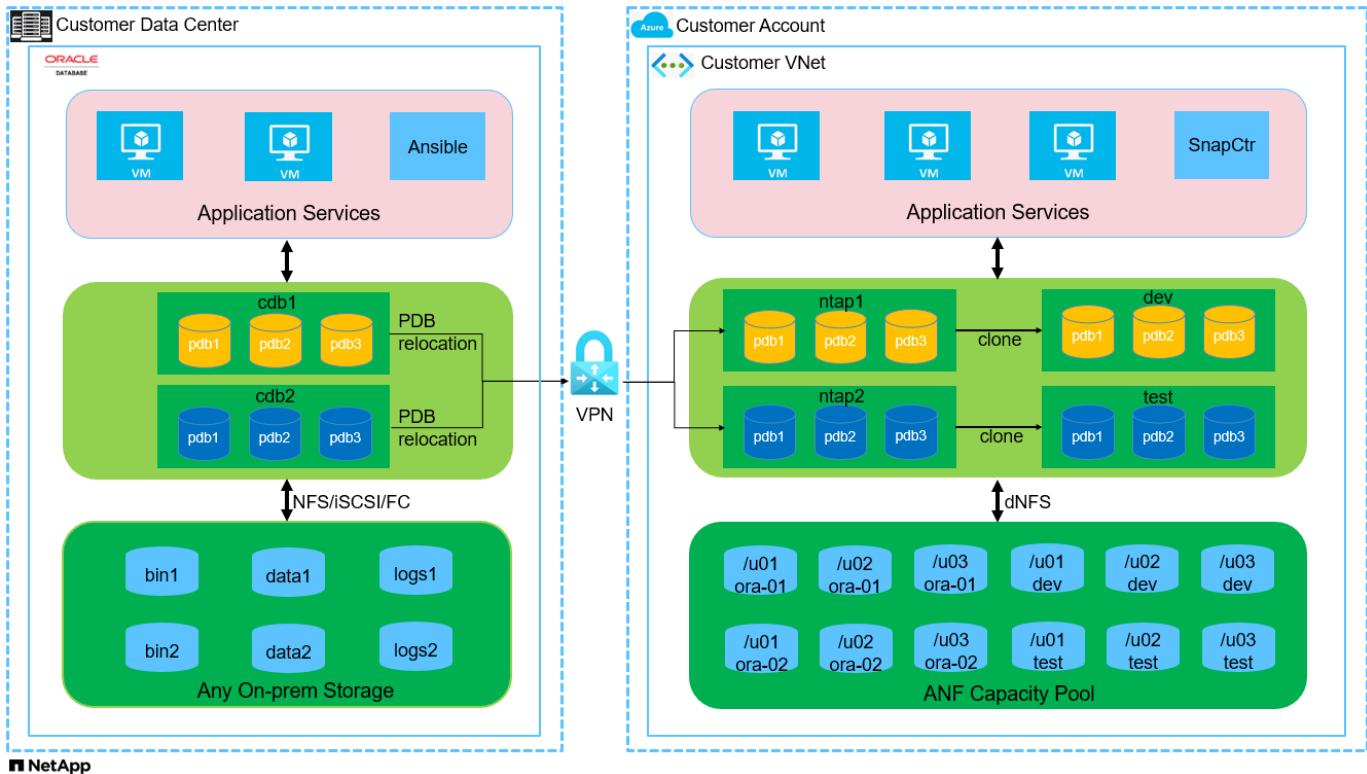 Customer Data Center
ORACLE
DATABASE
VM
VM
Ansible
Application Services
cdb1
pdb1
pdb2
pdb3
PDB
relocation
cdb2
pdb1
pdb2
pdb3
PDB
relocation
NFS/iSCSI/FC
bin1
data1
logs1
bin2
data2
logs2
Any On-prem Storage
VPN
Azure
Customer Account
Customer VNet
VM
VM
VM
SnapCtr
Application Services
ntap1
pdb1
pdb2
pdb3
clone
dev
pdb1
pdb2
pdb3
ntap2
pdb1
pdb2
pdb3
clone
test
pdb1
pdb2
pdb3
dNFS
/u01
ora-01
/u02
ora-01
/u03
ora-01
/u01
dev
/u02
dev
/u03
dev
/u01
ora-02
/u02
ora-02
/u03
ora-02
/u01
test
/u02
test
/u03
test
ANF Capacity Pool
NetApp